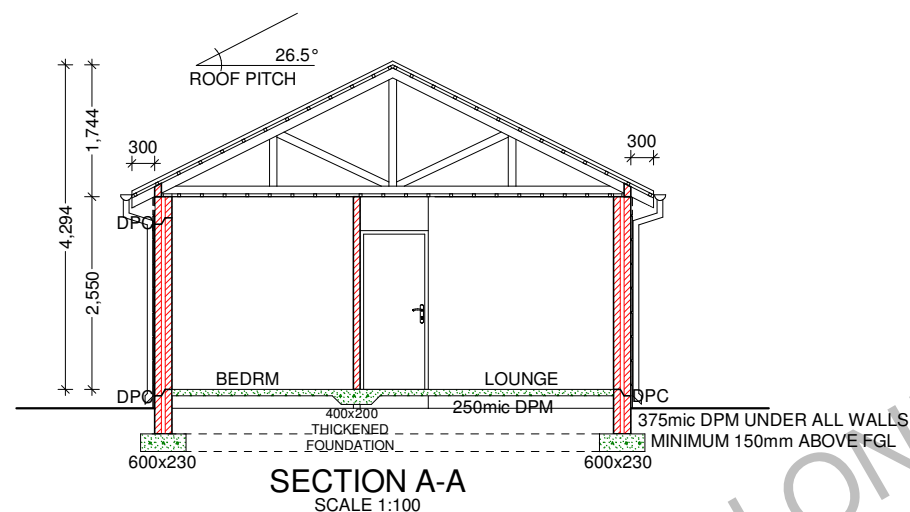 26.5°
ROOF PITCH
300
300
1,744
4,294
2,550
DPC
BEDRM
LOUNGE
DPC
DPC
400x200
THICKENED
FOUNDATION
250mic DPM
375mic DPM UNDER ALL WALLS
MINIMUM 150mm ABOVE FGL
600x230
600x230
SECTION A-A
SCALE 1:100
LON